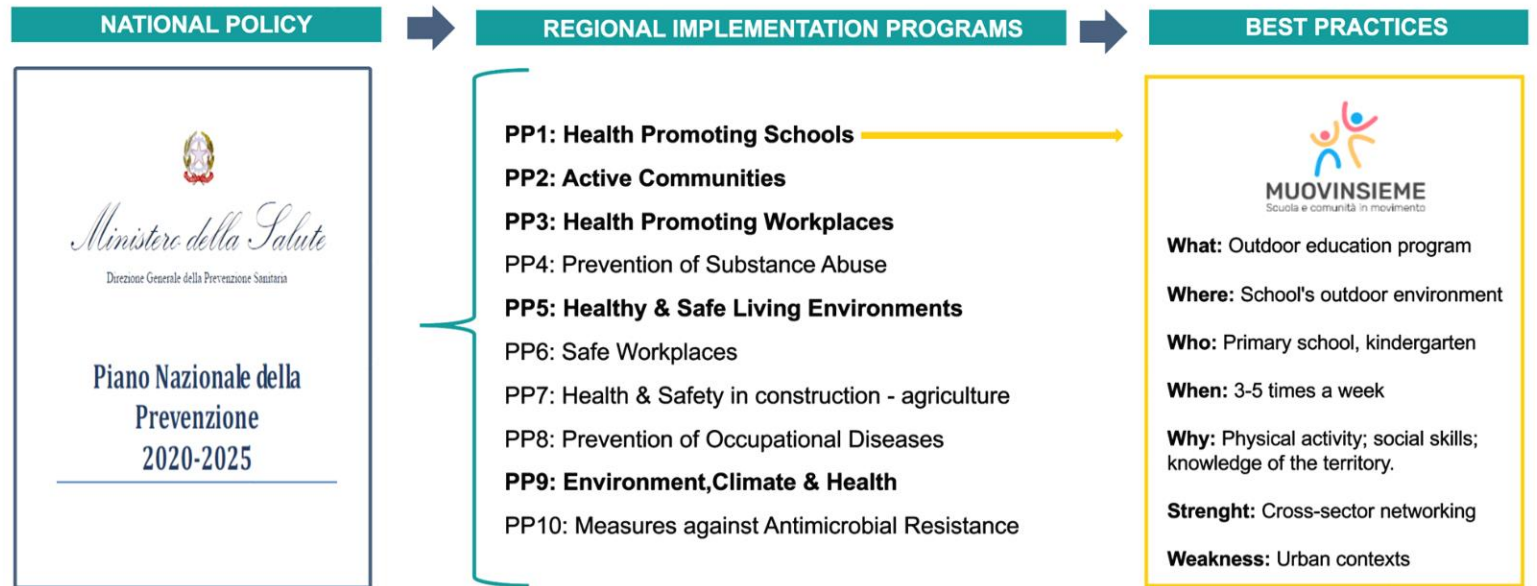 NATIONAL POLICY
REGIONAL IMPLEMENTATION PROGRAMS
BEST PRACTICES
Ministero della Salute
Direzione Generale della Prevenzione Sanitaria
Piano Nazionale della
Prevenzione
2020-2025
PP1: Health Promoting Schools
PP2: Active Communities
PP3: Health Promoting Workplaces
PP4: Prevention of Substance Abuse
PP5: Healthy & Safe Living Environments
PP6: Safe Workplaces
PP7: Health & Safety in construction - agriculture
PP8: Prevention of Occupational Diseases
PP9: Environment,Climate & Health
PP10: Measures against Antimicrobial Resistance
MUOVINSIEME
Scuola e comunità in movimento
What: Outdoor education program
Where: School's outdoor environment
Who: Primary school, kindergarten
When: 3-5 times a week
Why: Physical activity; social skills;
knowledge of the territory.
Strenght: Cross-sector networking
Weakness: Urban contexts